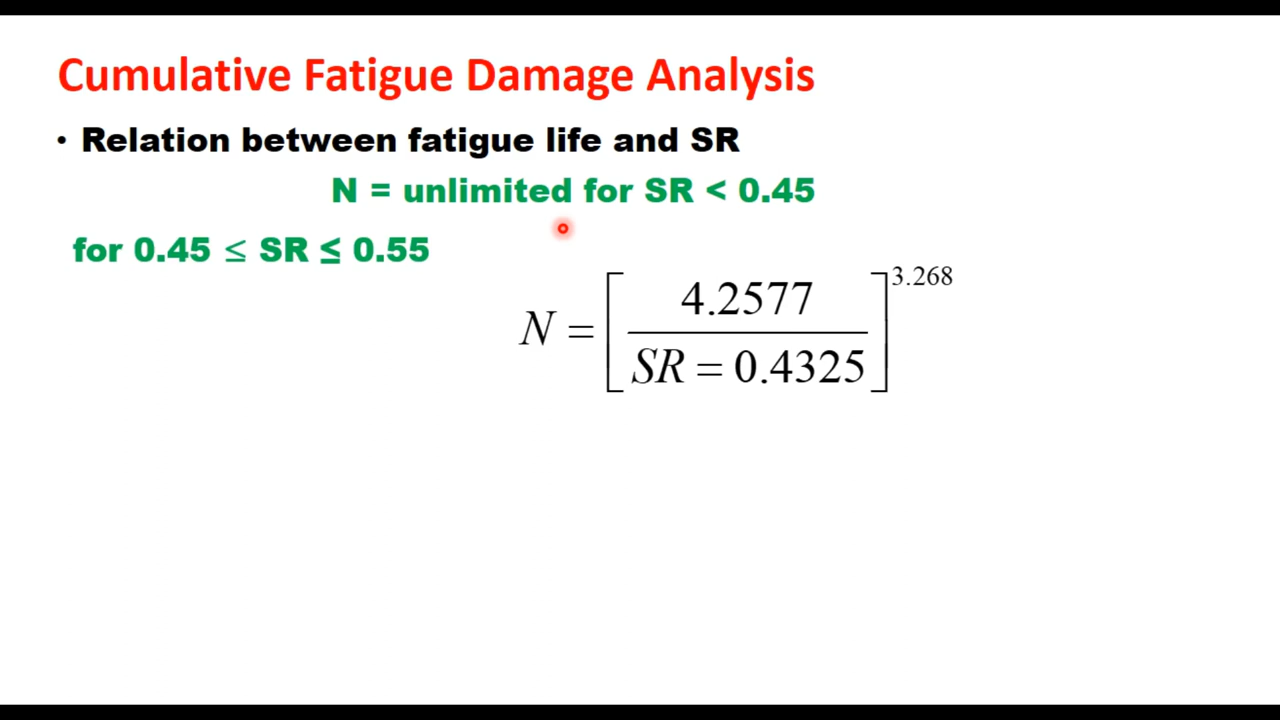 Cumulative Fatigue Damage Analysis
• Relation between fatigue life and SR
N = unlimited for SR < 0.45
for 0.45 ≤ SR ≤ 0.55
N = [ 4.2577 / SR = 0.4325 ]^3.268